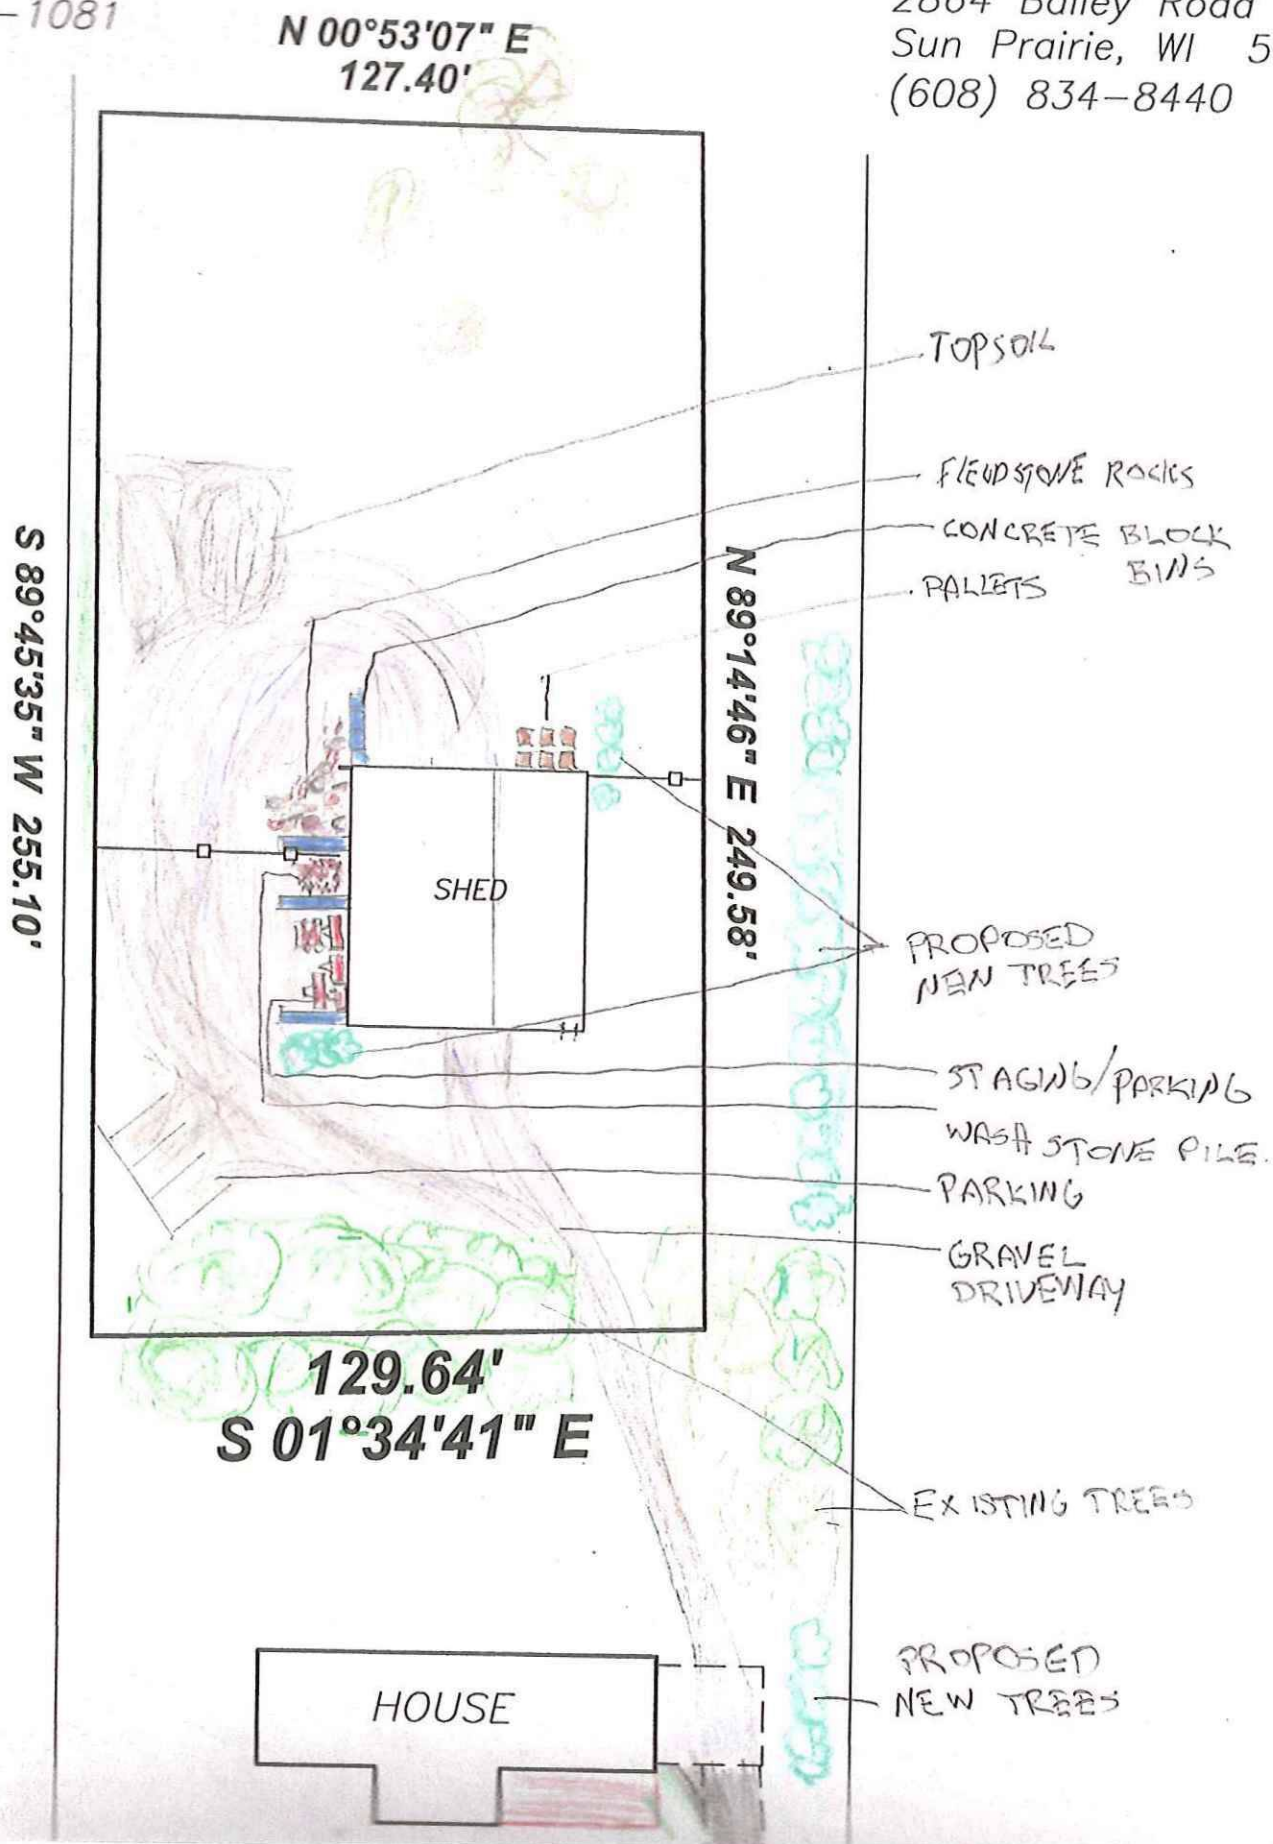 -1081
2864 Bailey Road
Sun Prairie, WI 5
(608) 834-8440
N 00°53'07" E
127.40'
TOPSOIL
FIELDSTONE ROCKS
CONCRETE BLOCK
BINS
PALLETS
S 89°45'35" W 255.10'
N 89°14'46" E 249.58'
SHED
PROPOSED
NEW TREES
STAGING/PARKING
WASH STONE PILE.
PARKING
GRAVEL
DRIVEWAY
129.64'
S 01°34'41" E
EXISTING TREES
PROPOSED
NEW TREES
HOUSE